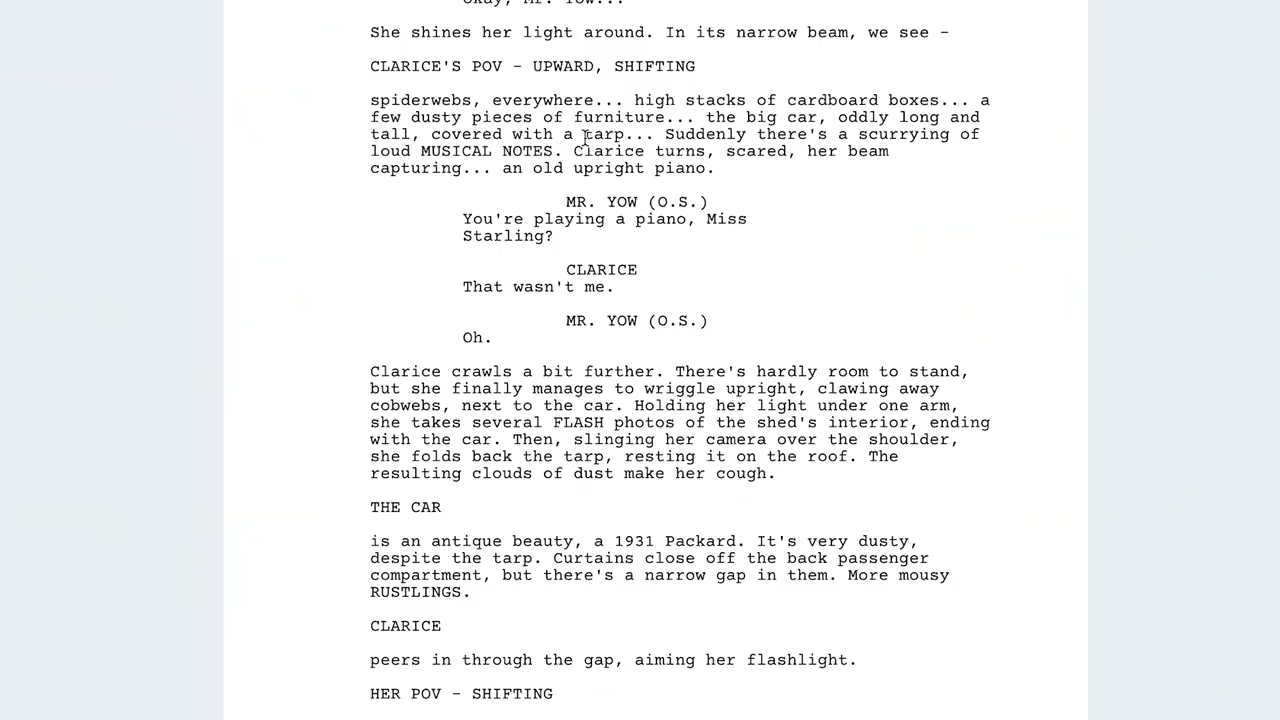 Okay, Mr. Yow...
She shines her light around. In its narrow beam, we see -
CLARICE'S POV - UPWARD, SHIFTING
spiderwebs, everywhere... high stacks of cardboard boxes... a
few dusty pieces of furniture... the big car, oddly long and
tall, covered with a tarp... Suddenly there's a scurrying of
loud MUSICAL NOTES. Clarice turns, scared, her beam
capturing... an old upright piano.
MR. YOW (O.S.)
You're playing a piano, Miss
Starling?
CLARICE
That wasn't me.
MR. YOW (O.S.)
Oh.
Clarice crawls a bit further. There's hardly room to stand,
but she finally manages to wriggle upright, clawing away
cobwebs, next to the car. Holding her light under one arm,
she takes several FLASH photos of the shed's interior, ending
with the car. Then, slinging her camera over the shoulder,
she folds back the tarp, resting it on the roof. The
resulting clouds of dust make her cough.
THE CAR
is an antique beauty, a 1931 Packard. It's very dusty,
despite the tarp. Curtains close off the back passenger
compartment, but there's a narrow gap in them. More mousy
RUSTLINGS.
CLARICE
peers in through the gap, aiming her flashlight.
HER POV - SHIFTING